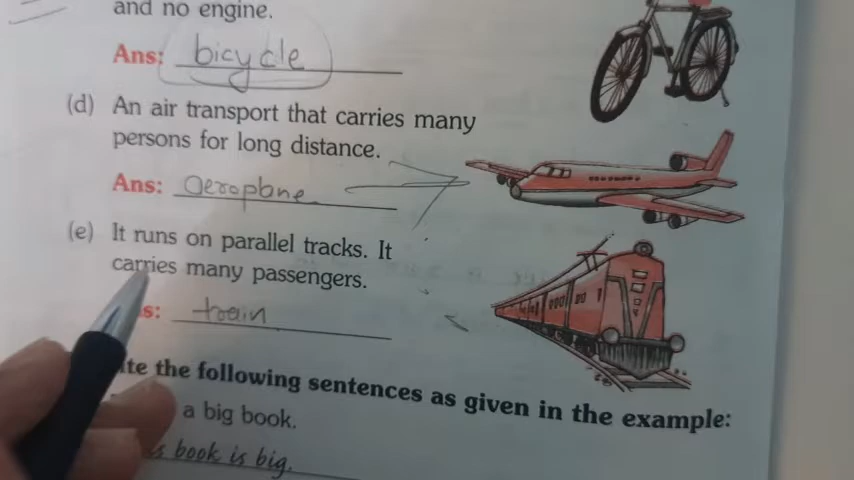 and no engine.
Ans: bicycle
(d) An air transport that carries many
persons for long distance.
Ans: aeroplane
(e) It runs on parallel tracks. It
carries many passengers.
s: train
te the following sentences as given in the example:
a big book.
s book is big.